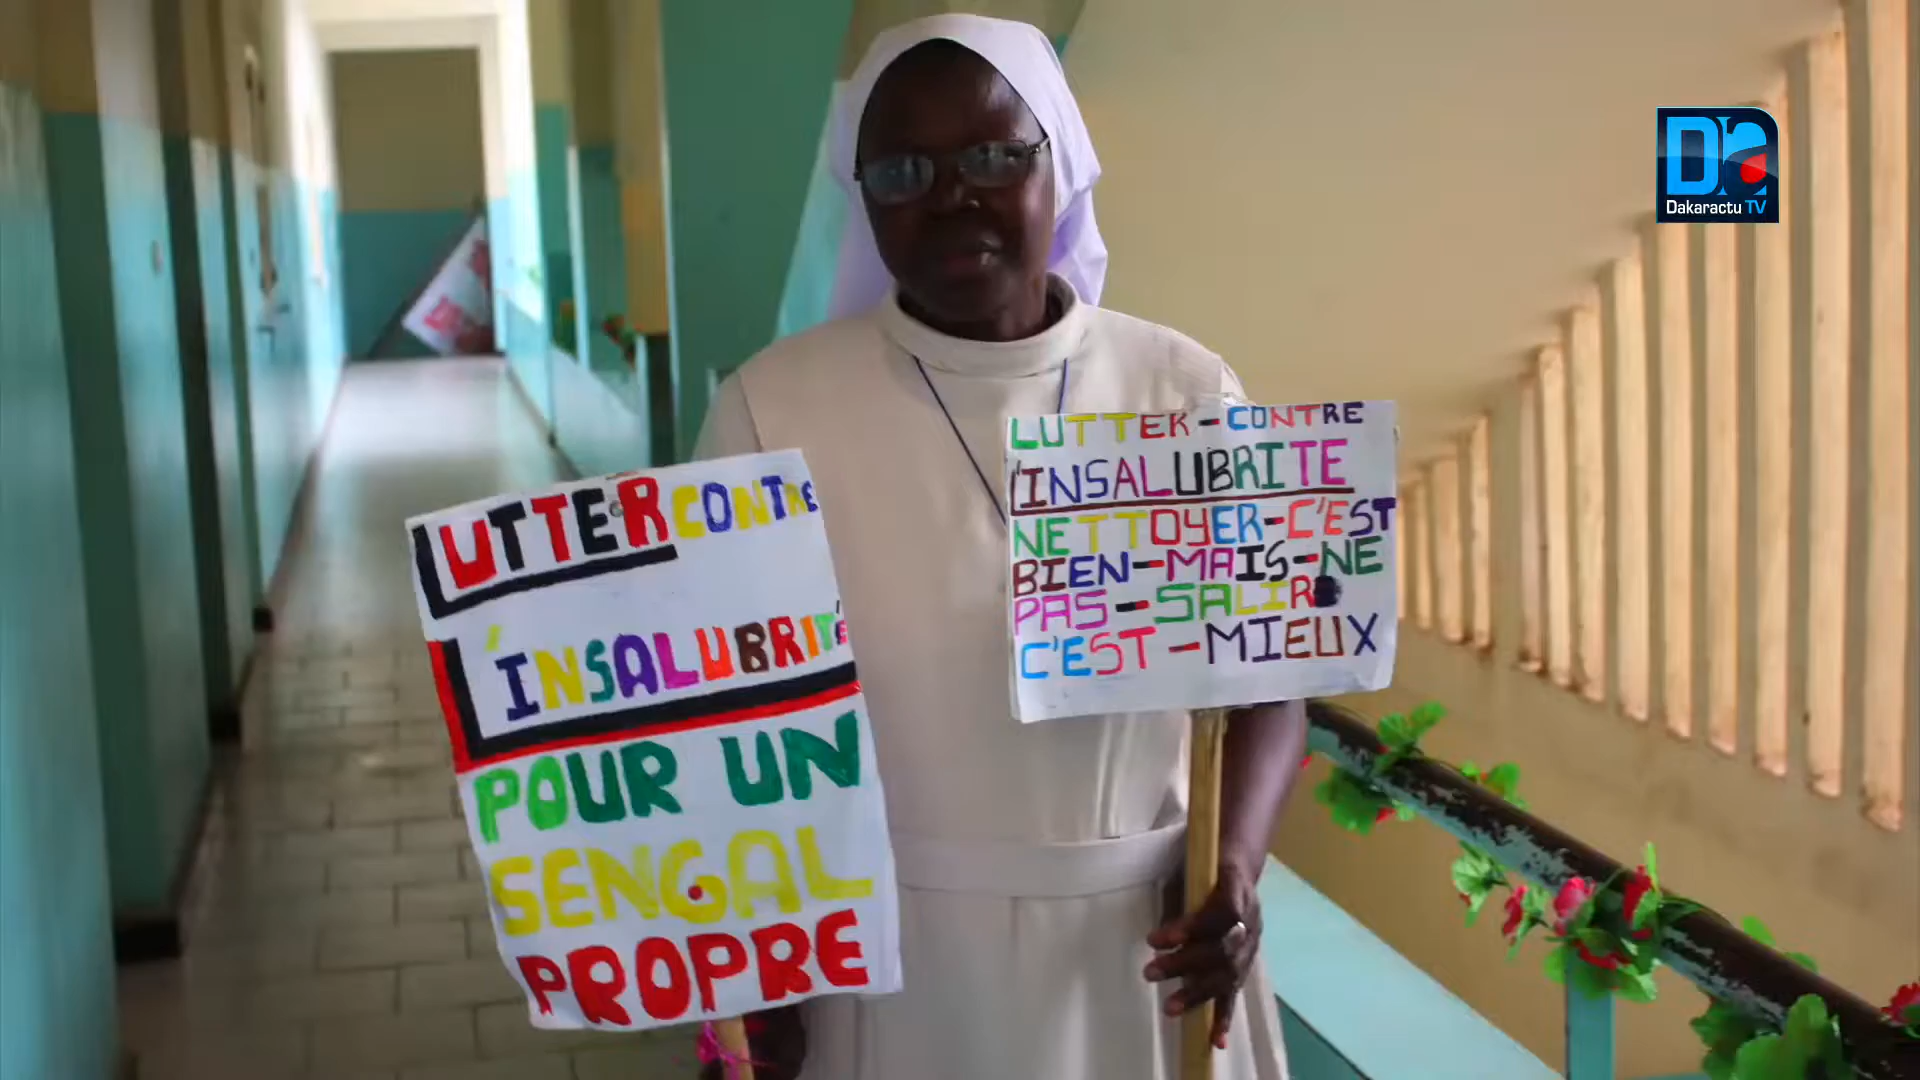 LUTTER CONTRE
L'INSALUBRITÉ
POUR UN
SENGAL
PROPRE
LUTTER-CONTRE
L'INSALUBRITE
NETTOYER-C'EST
BIEN-MAIS-NE
PAS-SALIR
C'EST-MIEUX
Da
Dakaractu TV